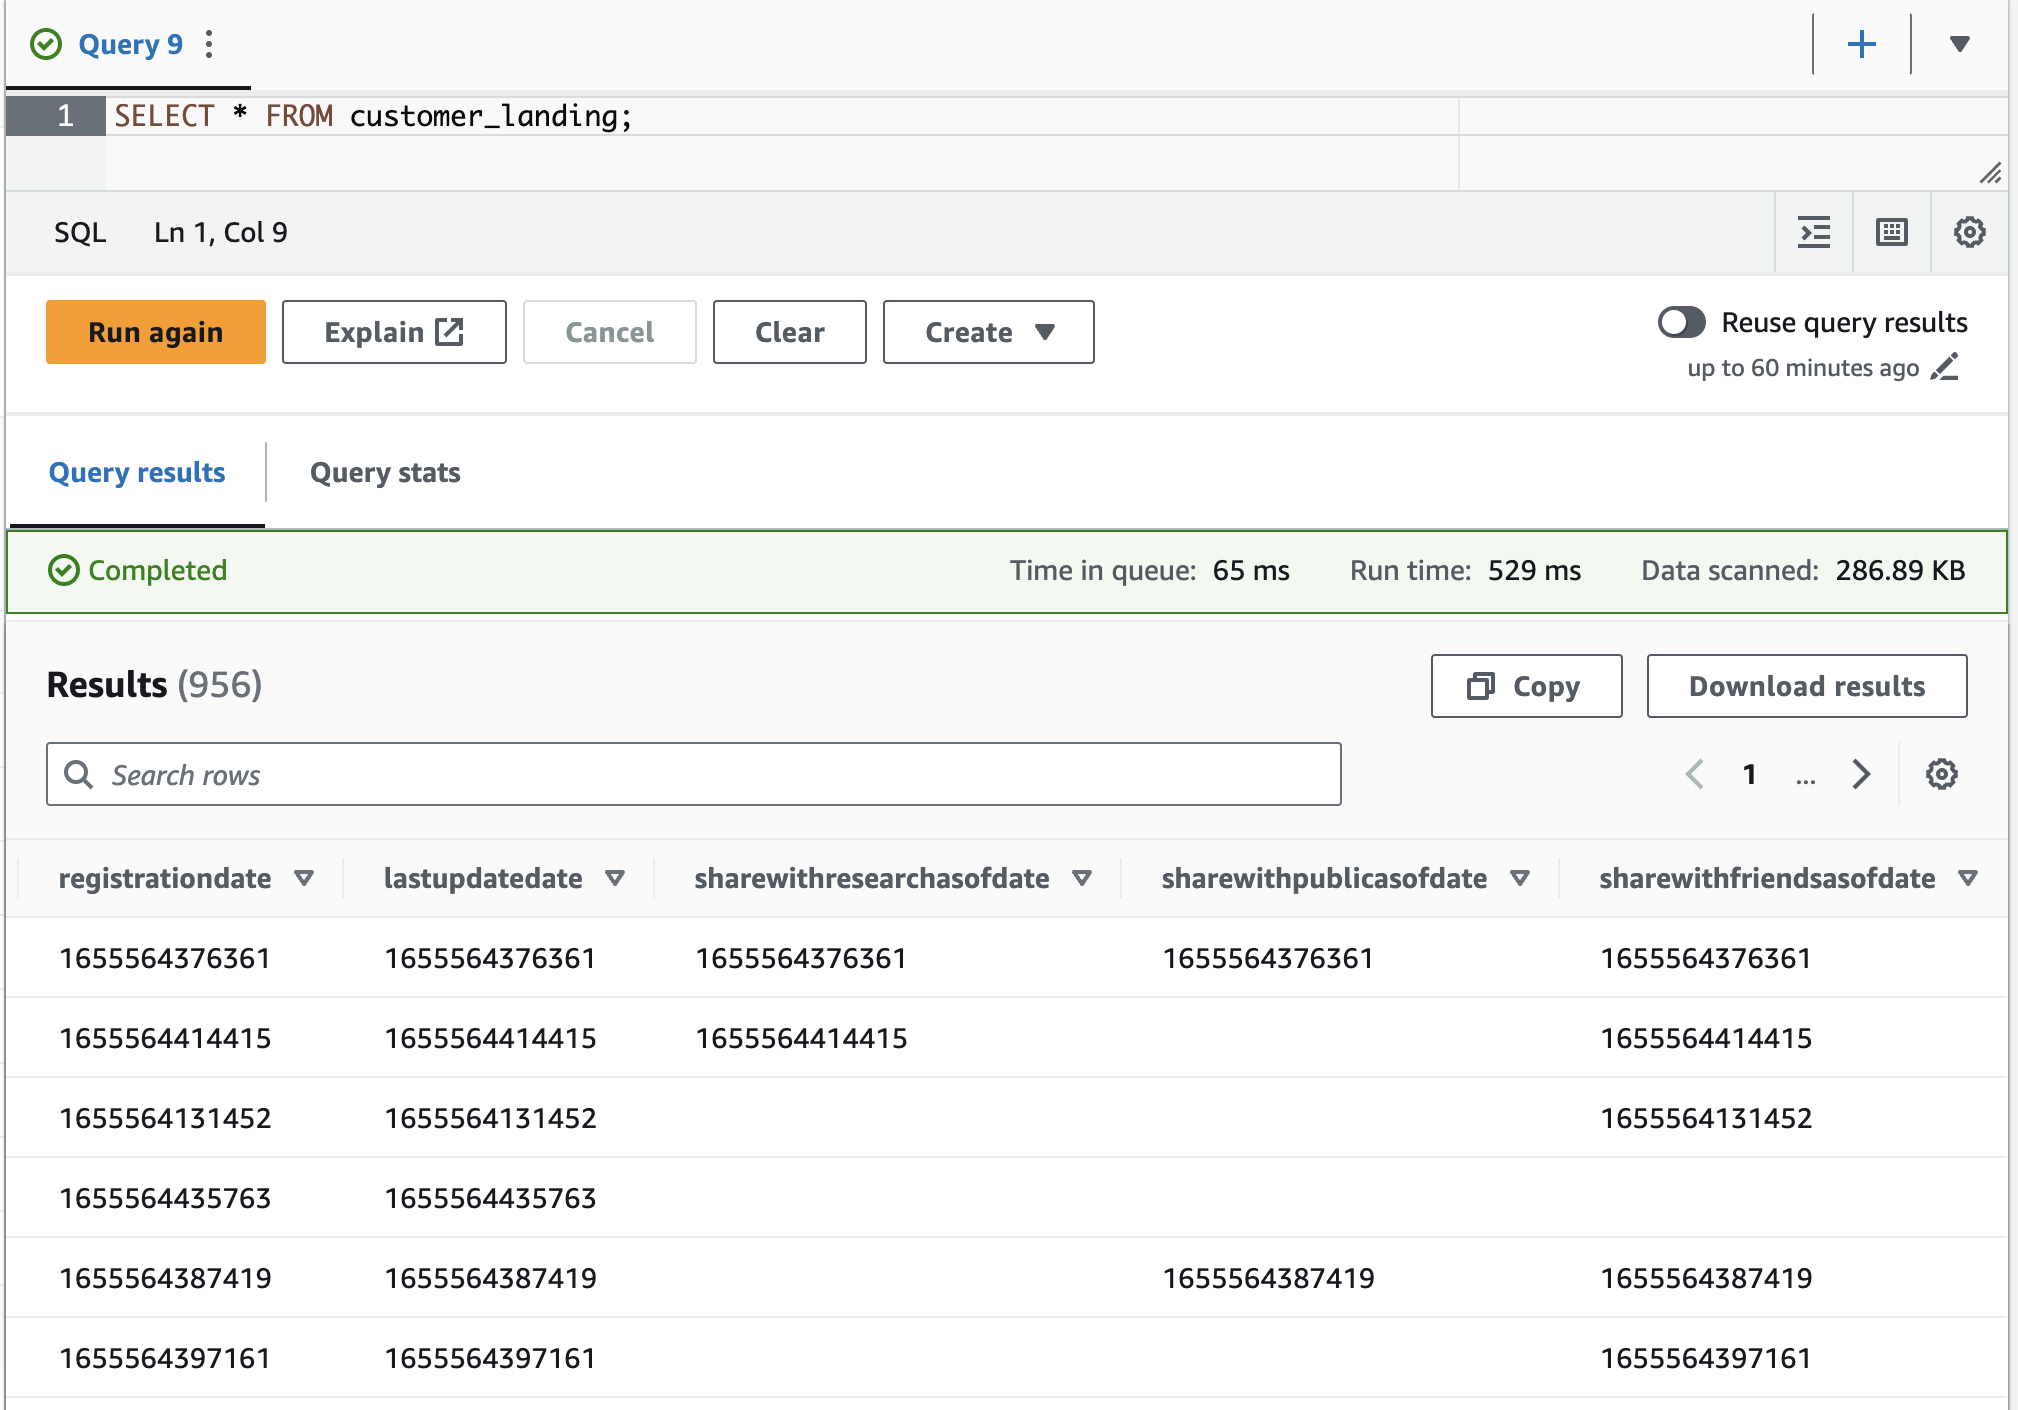 Query 9
1 SELECT * FROM customer_landing;
SQL Ln 1, Col 9
Run again Explain Cancel Clear Create Reuse query results
up to 60 minutes ago
Query results Query stats
Completed Time in queue: 65 ms Run time: 529 ms Data scanned: 286.89 KB
Results (956) Copy Download results
Search rows 1 ...
registrationdate lastupdatedate sharewithresearchasofdate sharewithpublicasofdate sharewithfriendsasofdate
1655564376361 1655564376361 1655564376361 1655564376361 1655564376361
1655564414415 1655564414415 1655564414415 1655564414415
1655564131452 1655564131452 1655564131452
1655564435763 1655564435763
1655564387419 1655564387419 1655564387419 1655564387419
1655564397161 1655564397161 1655564397161